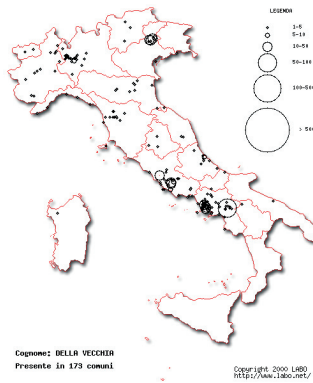 LEGENDA
1-5
5-10
10-50
50-100
100-500
> 500
Cognome: DELLA VECCHIA
Presente in 173 comuni
Copyright 2000 LABO
http://www.labo.net/